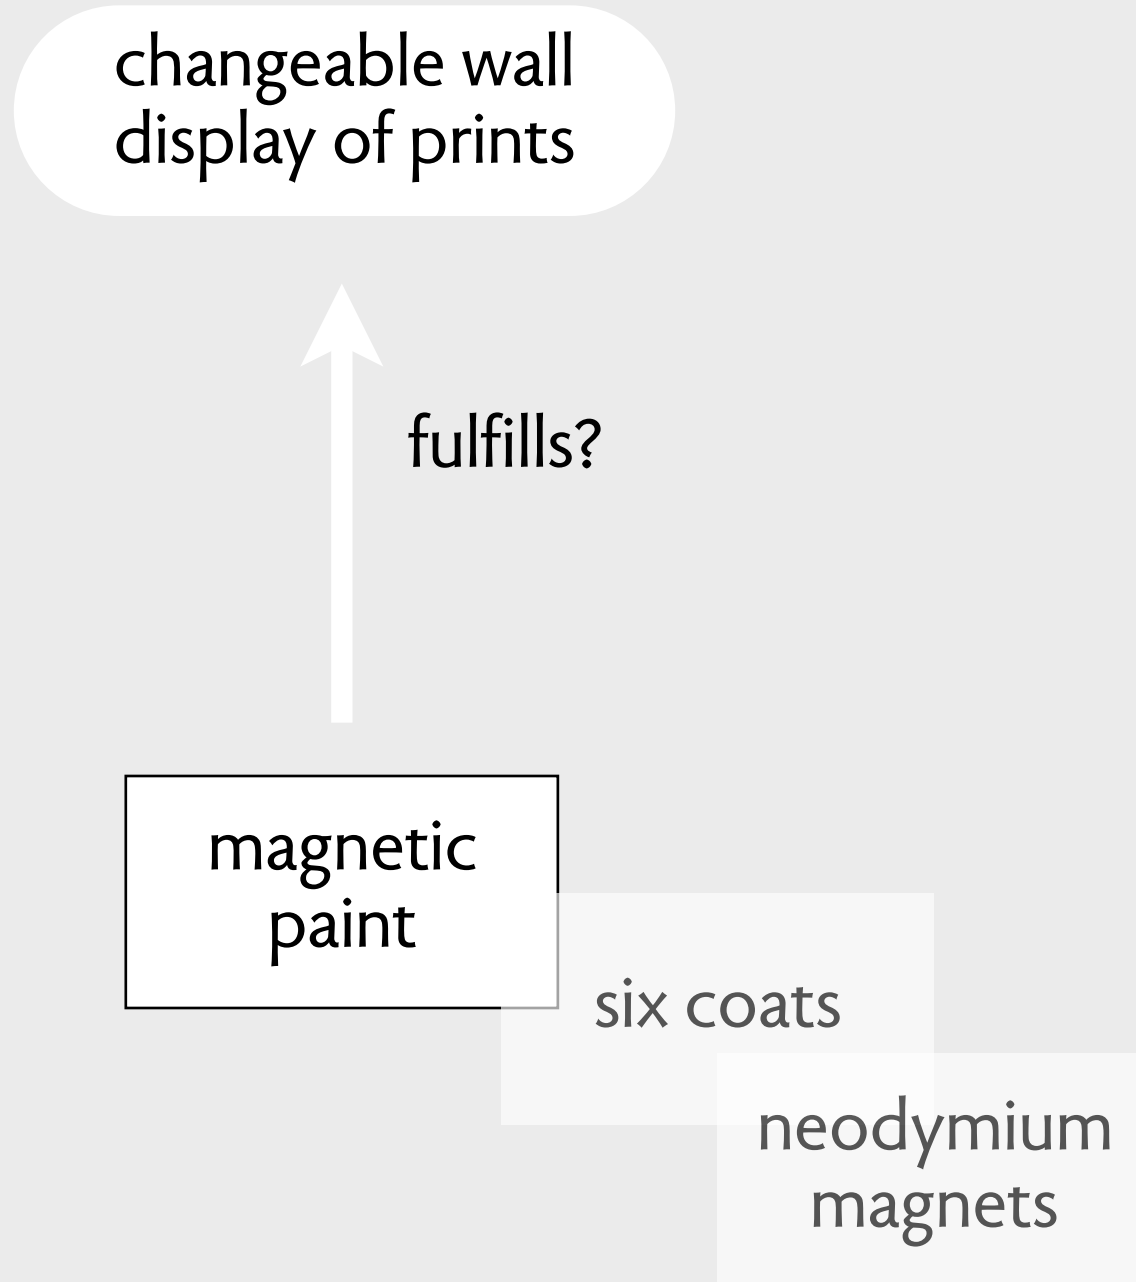 changeable wall
display of prints
fulfills?
magnetic
paint
six coats
neodymium
magnets